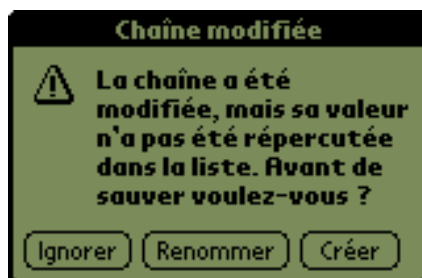 Chaîne modifiée
La chaîne a été
modifiée, mais sa valeur
n'a pas été répercutée
dans la liste. Avant de
sauver voulez-vous ?
Ignorer Renommer Créer